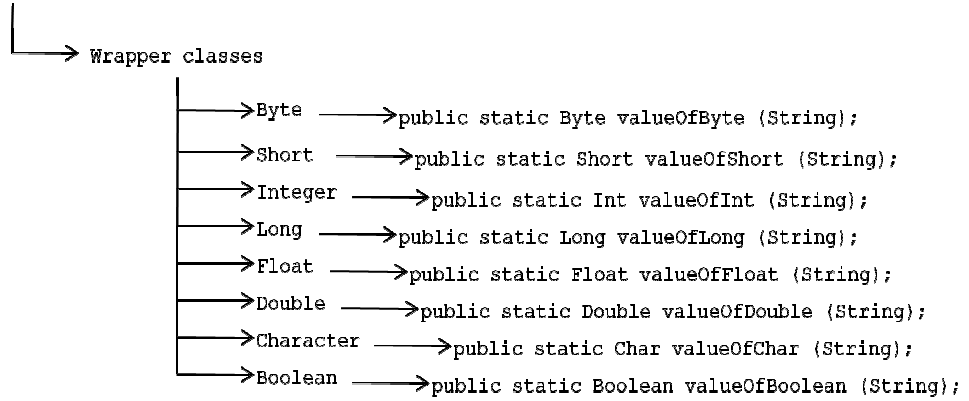 Wrapper classes
Byte public static Byte valueOfByte (String);
Short public static Short valueOfShort (String);
Integer public static Int valueOfInt (String);
Long public static Long valueOfLong (String);
Float public static Float valueOfFloat (String);
Double public static Double valueOfDouble (String);
Character public static Char valueOfChar (String);
Boolean public static Boolean valueOfBoolean (String);